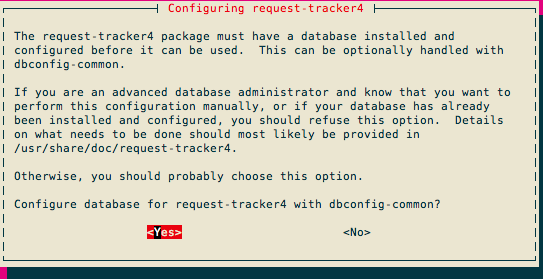 Configuring request-tracker4
The request-tracker4 package must have a database installed and
configured before it can be used.  This can be optionally handled with
dbconfig-common.
If you are an advanced database administrator and know that you want to
perform this configuration manually, or if your database has already
been installed and configured, you should refuse this option.  Details
on what needs to be done should most likely be provided in
/usr/share/doc/request-tracker4.
Otherwise, you should probably choose this option.
Configure database for request-tracker4 with dbconfig-common?
<Yes> <No>